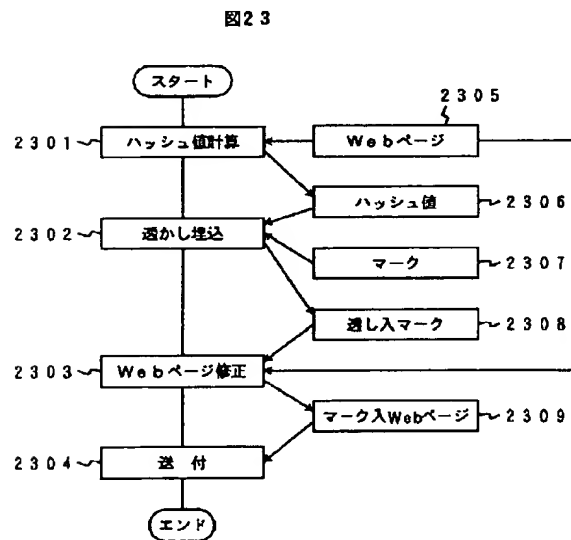 図23
スタート
2305
2301 ハッシュ値計算 Webページ
ハッシュ値 2306
2302 透かし埋込
マーク 2307
透し入マーク 2308
2303 Webページ修正
マーク入Webページ 2309
2304 送 付
エンド